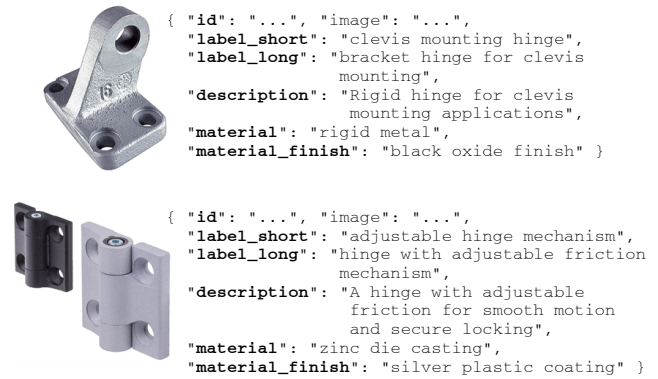 { "id": "...", "image": "...",
"label_short": "clevis mounting hinge",
"label_long": "bracket hinge for clevis
mounting",
"description": "Rigid hinge for clevis
mounting applications",
"material": "rigid metal",
"material_finish": "black oxide finish" }
16
{ "id": "...", "image": "...",
"label_short": "adjustable hinge mechanism",
"label_long": "hinge with adjustable friction
mechanism",
"description": "A hinge with adjustable
friction for smooth motion
and secure locking",
"material": "zinc die casting",
"material_finish": "silver plastic coating" }